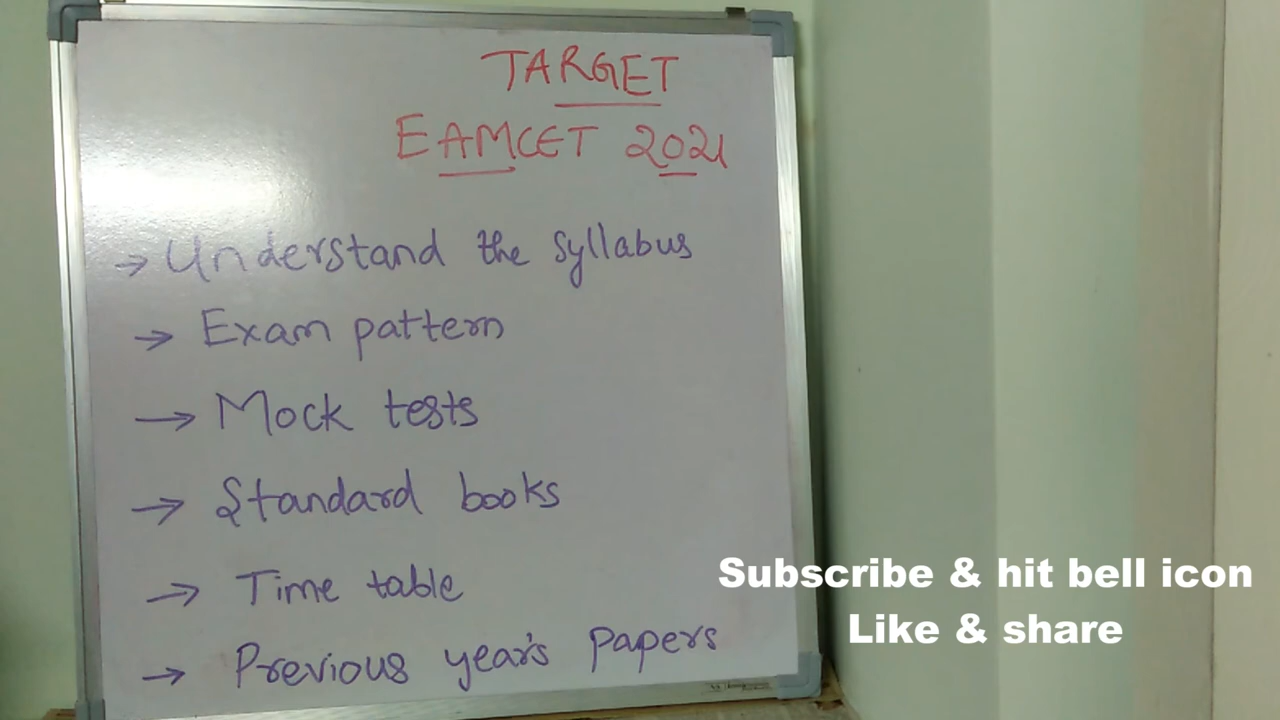 TARGET
EAMCET 2021
→ Understand the syllabus
→ Exam pattern
→ Mock tests
→ Standard books
→ Time table
→ Previous year's papers
Subscribe & hit bell icon
Like & share